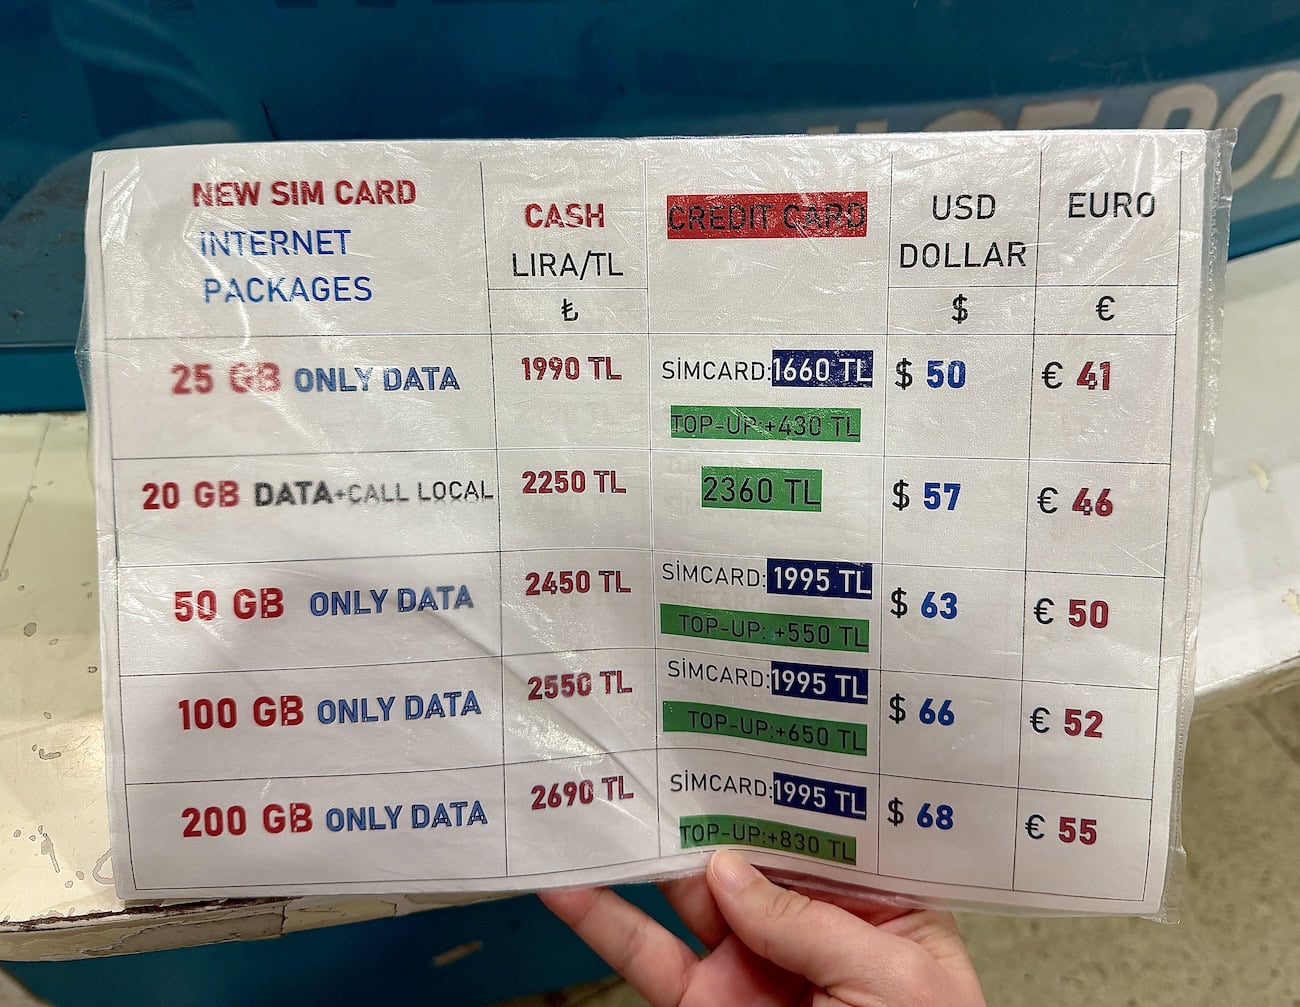 NEW SIM CARD
INTERNET
PACKAGES
CASH
LIRA/TL
₺
CREDIT CARD
USD
DOLLAR
$
EURO
€
25 GB ONLY DATA
1990 TL
SİMCARD:1660 TL
TOP-UP:+430 TL
$ 50
€ 41
20 GB DATA+CALL LOCAL
2250 TL
2360 TL
$ 57
€ 46
50 GB ONLY DATA
2450 TL
SİMCARD: 1995 TL
TOP-UP: +550 TL
$ 63
€ 50
100 GB ONLY DATA
2550 TL
SİMCARD:1995 TL
TOP-UP:+650 TL
$ 66
€ 52
200 GB ONLY DATA
2690 TL
SİMCARD:1995 TL
TOP-UP:+830 TL
$ 68
€ 55